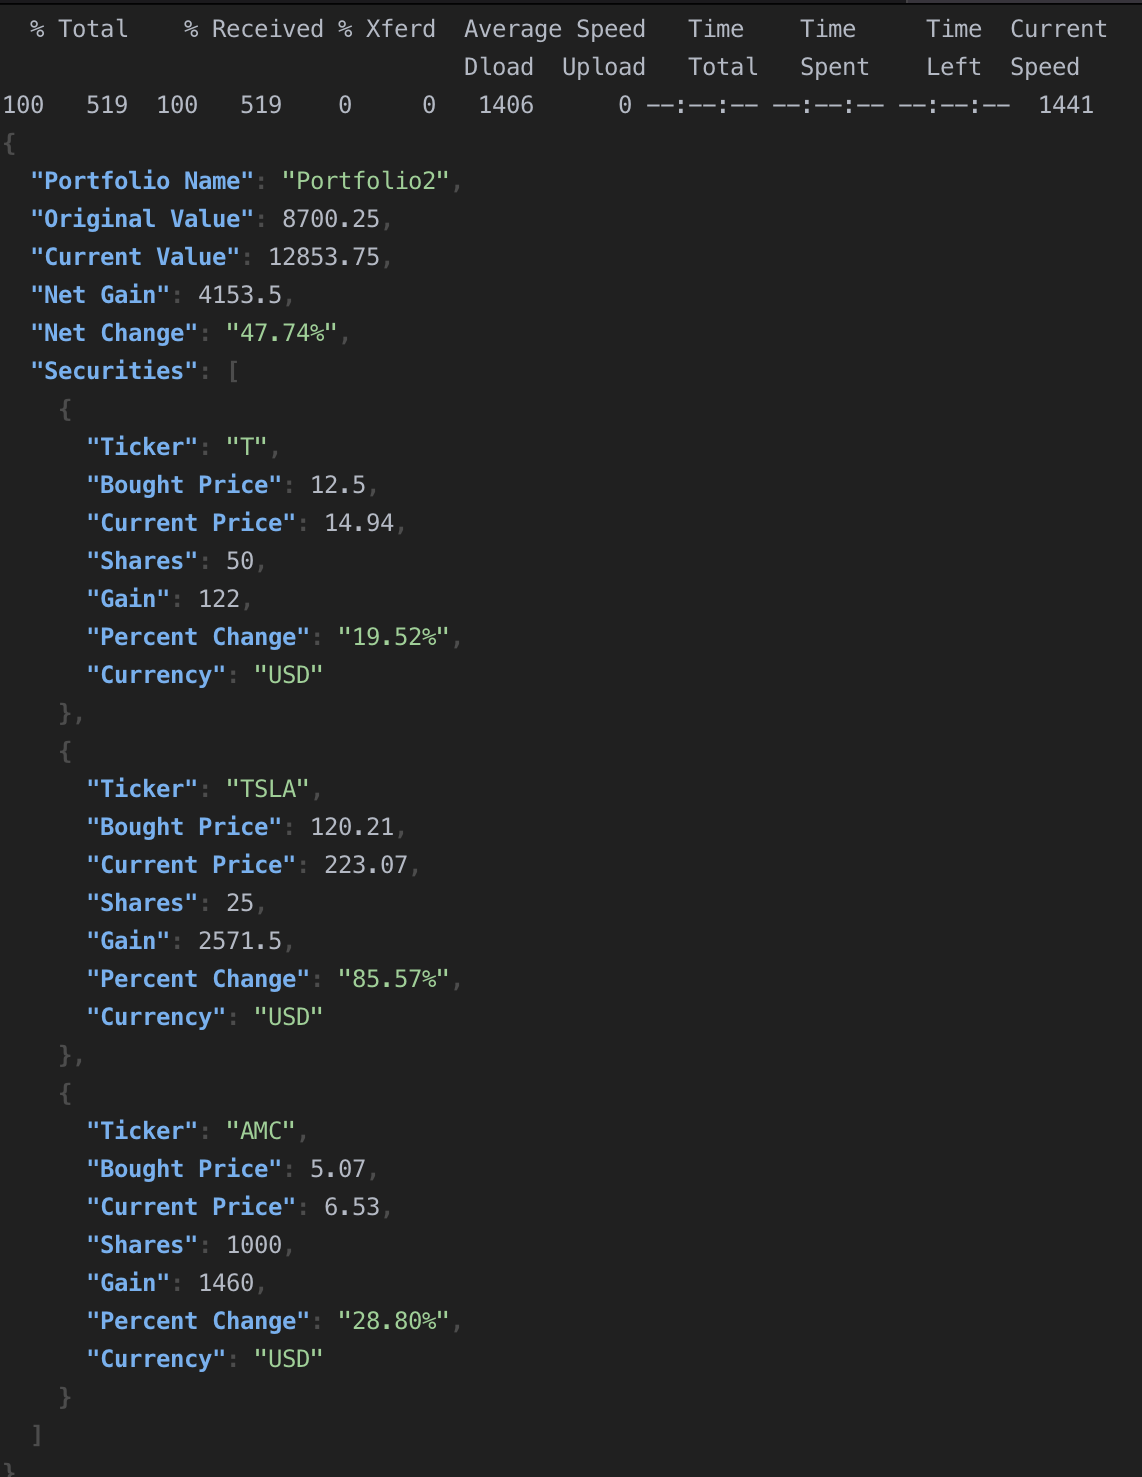 % Total % Received % Xferd Average Speed Time Time Time Current
Dload Upload Total Spent Left Speed
100 519 100 519 0 0 1406 0 --:--:-- --:--:-- --:--:-- 1441
{
"Portfolio Name": "Portfolio2",
"Original Value": 8700.25,
"Current Value": 12853.75,
"Net Gain": 4153.5,
"Net Change": "47.74%",
"Securities": [
{
"Ticker": "T",
"Bought Price": 12.5,
"Current Price": 14.94,
"Shares": 50,
"Gain": 122,
"Percent Change": "19.52%",
"Currency": "USD"
},
{
"Ticker": "TSLA",
"Bought Price": 120.21,
"Current Price": 223.07,
"Shares": 25,
"Gain": 2571.5,
"Percent Change": "85.57%",
"Currency": "USD"
},
{
"Ticker": "AMC",
"Bought Price": 5.07,
"Current Price": 6.53,
"Shares": 1000,
"Gain": 1460,
"Percent Change": "28.80%",
"Currency": "USD"
}
]
}